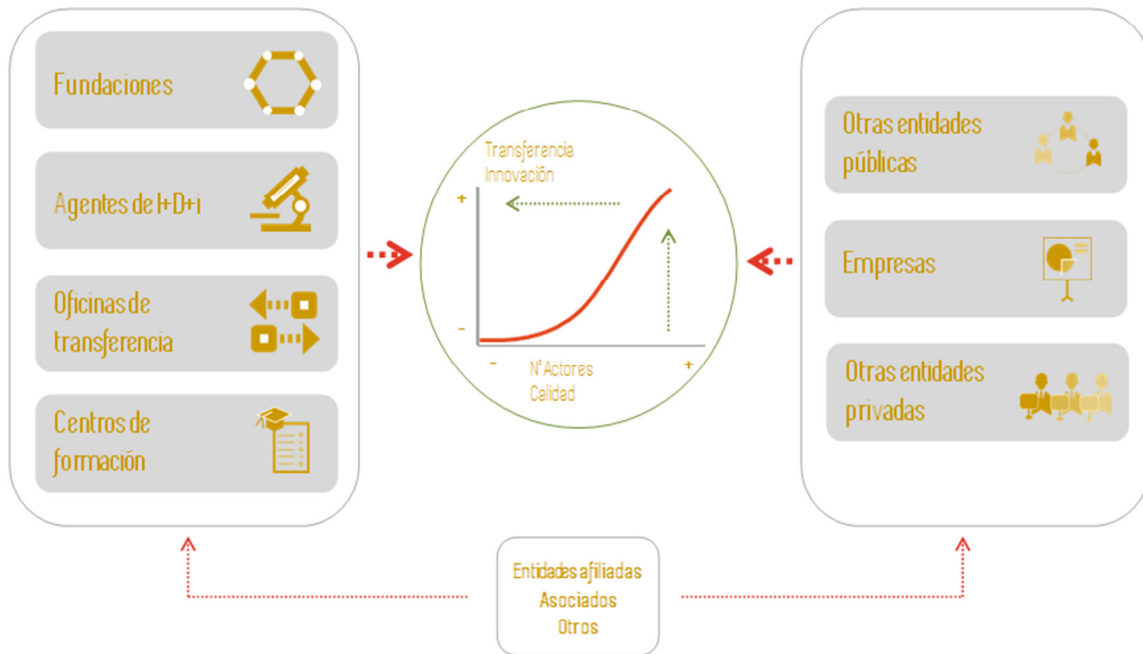 Fundaciones
Agentes de I+D+i
Oficinas de
transferencia
Centros de
formación
Transferencia
Innovación
+
-
-
+
Nº Actores
Calidad
Otras entidades
públicas
Empresas
Otras entidades
privadas
Entidades afiliadas
Asociados
Otros